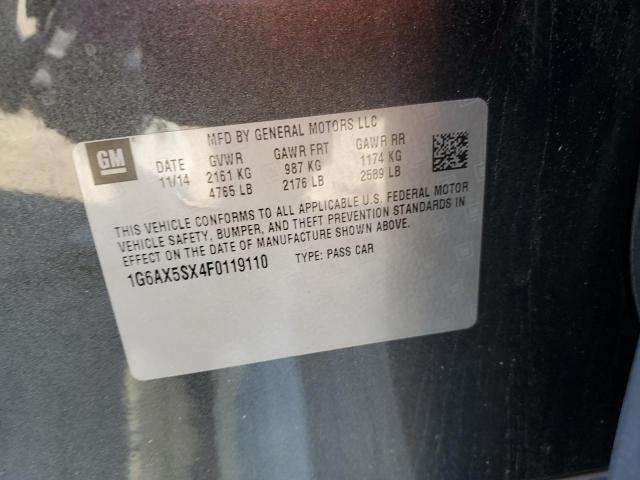 MFD BY GENERAL MOTORS LLC
GM
DATE GVWR GAWR FRT GAWR RR
11/14 2161 KG 987 KG 1174 KG
4765 LB 2176 LB 2589 LB
THIS VEHICLE CONFORMS TO ALL APPLICABLE U.S. FEDERAL MOTOR
VEHICLE SAFETY, BUMPER, AND THEFT PREVENTION STANDARDS IN
EFFECT ON THE DATE OF MANUFACTURE SHOWN ABOVE.
1G6AX5SX4F0119110 TYPE: PASS CAR